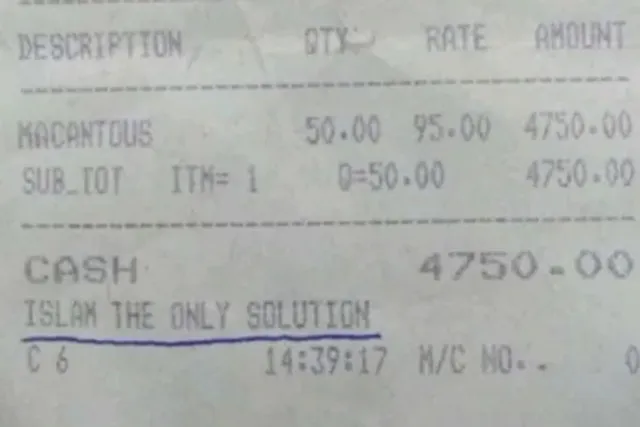 DESCRIPTION QTY RATE AMOUNT
MACANTOUS 50.00 95.00 4750.00
SUB_TOT ITM= 1 Q=50.00 4750.00
CASH 4750.00
ISLAM THE ONLY SOLUTION
C 6 14:39:17 M/C NO.. 0